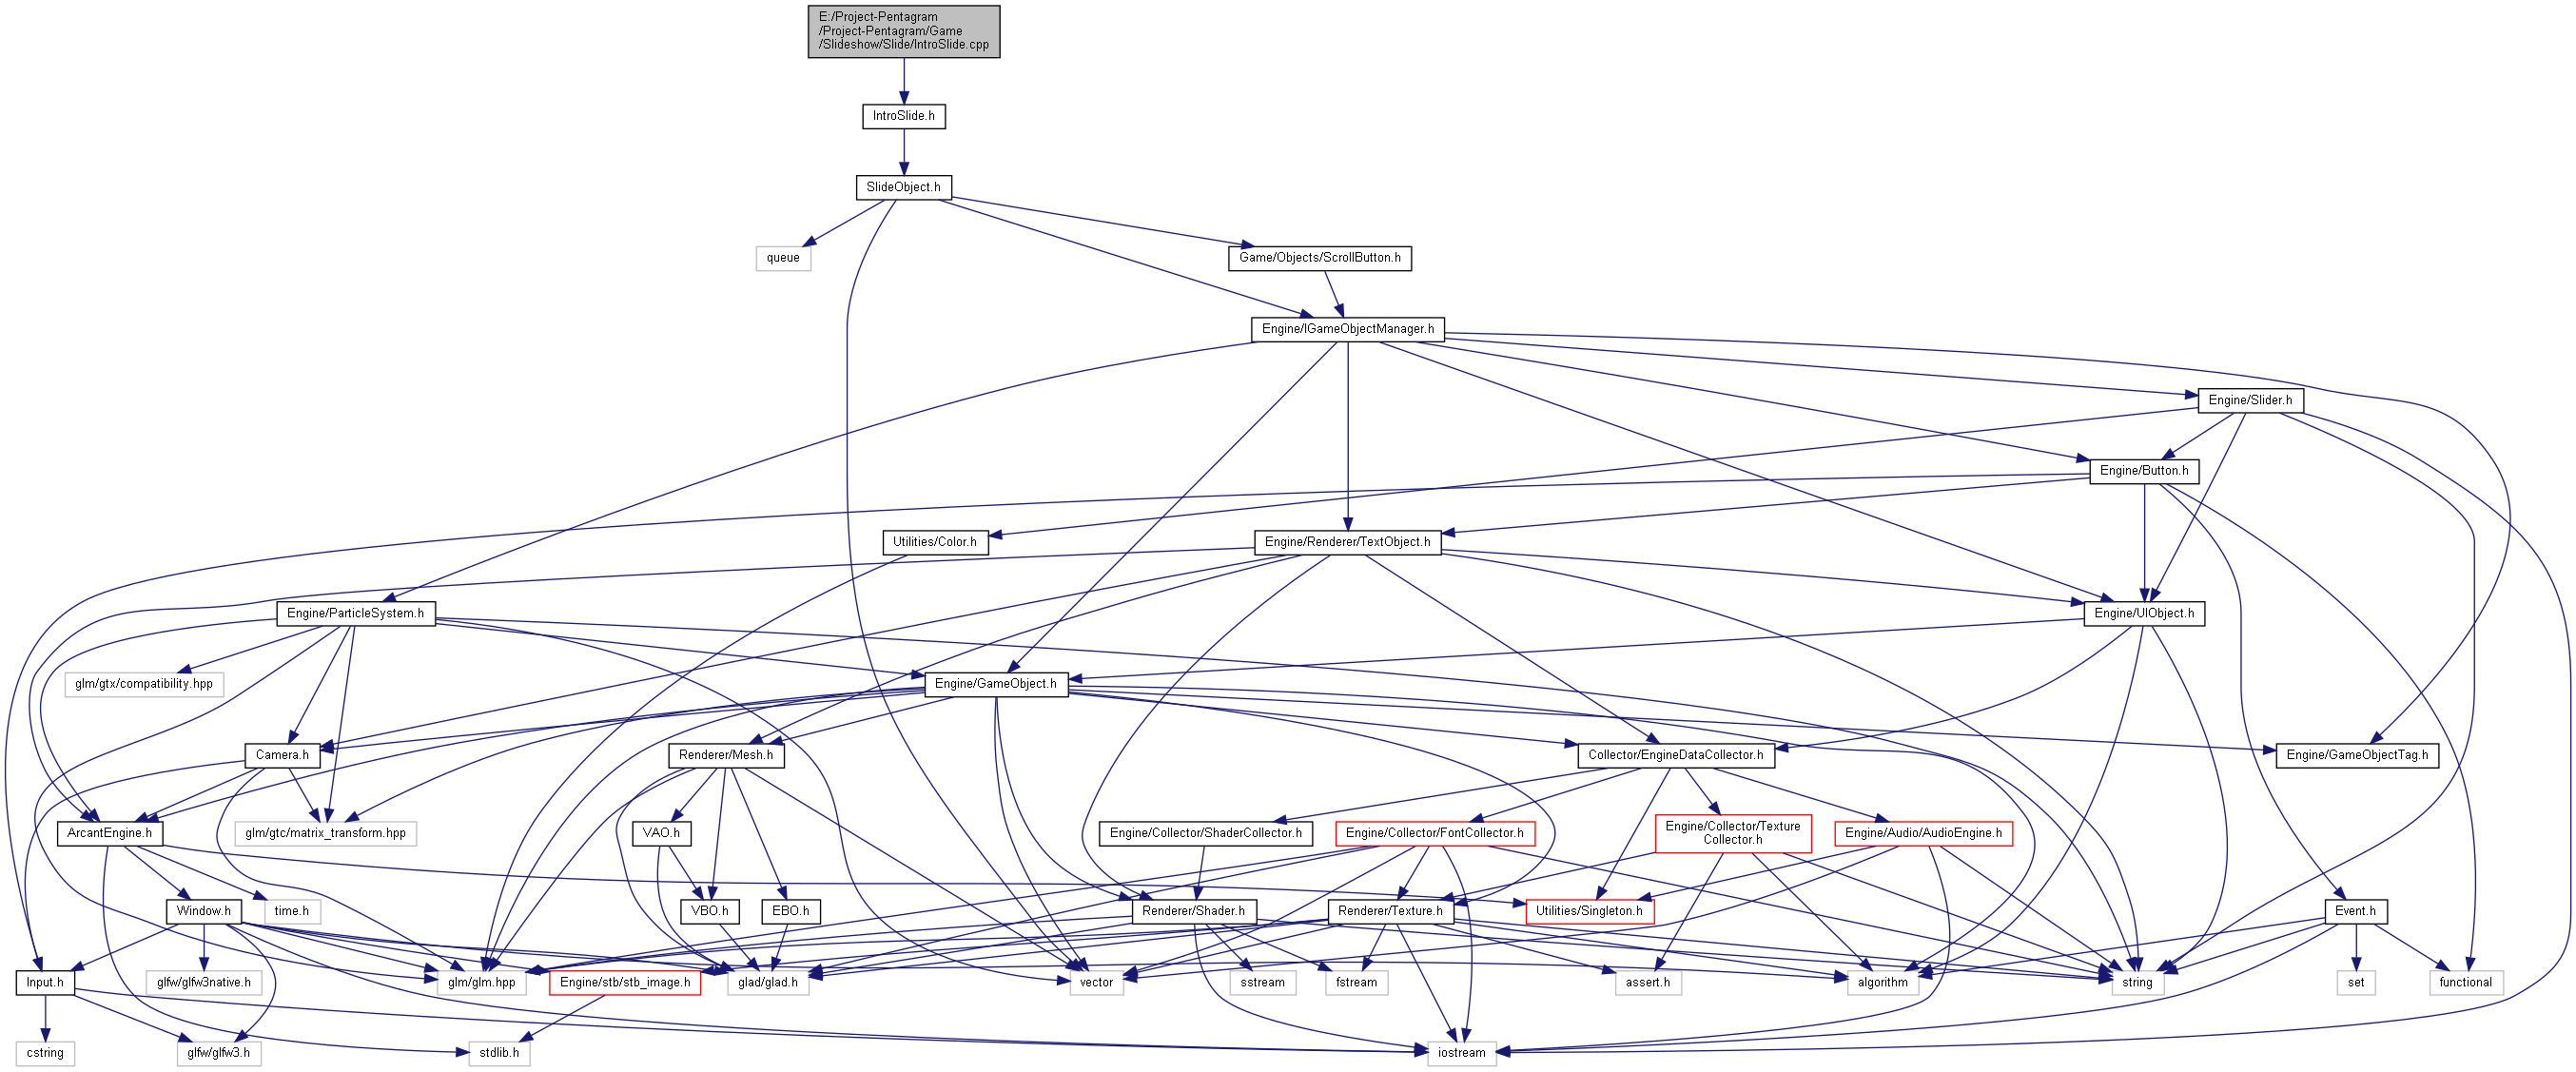 E:/Project-Pentagram
/Project-Pentagram/Game
/Slideshow/Slide/IntroSlide.cpp
IntroSlide.h
SlideObject.h
queue
Game/Objects/ScrollButton.h
Engine/IGameObjectManager.h
Engine/Slider.h
Engine/Button.h
Utilities/Color.h
Engine/Renderer/TextObject.h
Engine/ParticleSystem.h
Engine/UIObject.h
glm/gtx/compatibility.hpp
Engine/GameObject.h
Camera.h
Renderer/Mesh.h
Collector/EngineDataCollector.h
Engine/GameObjectTag.h
ArcantEngine.h
glm/gtc/matrix_transform.hpp
VAO.h
Engine/Collector/ShaderCollector.h
Engine/Collector/FontCollector.h
Engine/Collector/Texture
Collector.h
Engine/Audio/AudioEngine.h
Window.h
time.h
VBO.h
EBO.h
Renderer/Shader.h
Renderer/Texture.h
Utilities/Singleton.h
Event.h
Input.h
glfw/glfw3native.h
glm/glm.hpp
Engine/stb/stb_image.h
glad/glad.h
vector
sstream
fstream
assert.h
algorithm
string
set
functional
cstring
glfw/glfw3.h
stdlib.h
iostream